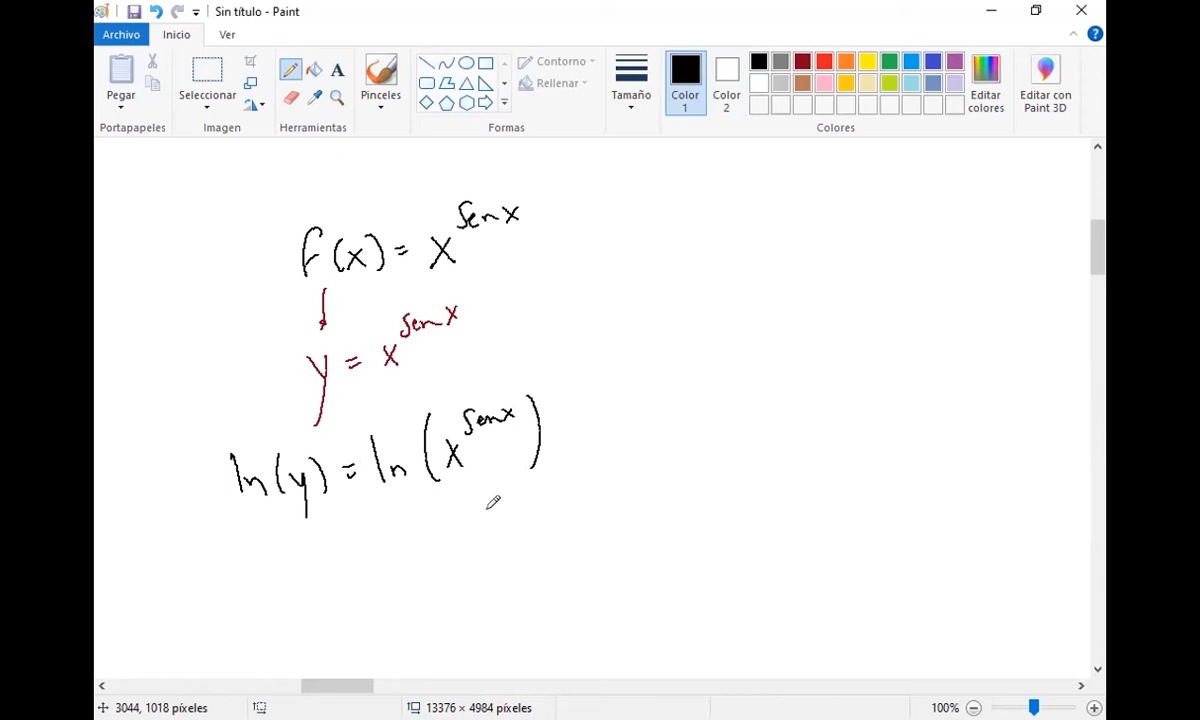 Sin título - Paint
Archivo Inicio Ver
Pegar
Portapapeles
Seleccionar
Imagen
A
Herramientas
Pinceles
Contorno
Rellenar
Formas
Tamaño
Color 1
Color 2
Colores
Editar colores
Editar con Paint 3D
f(x) = x^senx
y = x^senx
ln(y) = ln(x^senx)
3044, 1018 píxeles
13376 × 4984 píxeles
100%